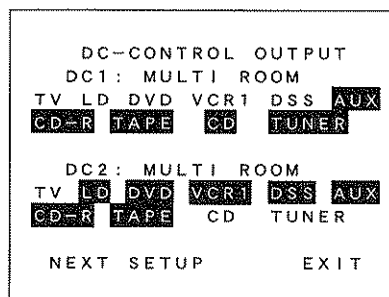 DC-CONTROL OUTPUT
DC1: MULTI ROOM
TV LD DVD VCR1 DSS AUX
CD-R TAPE CD TUNER
DC2: MULTI ROOM
TV LD DVD VCR1 DSS AUX
CD-R TAPE CD TUNER
NEXT SETUP EXIT